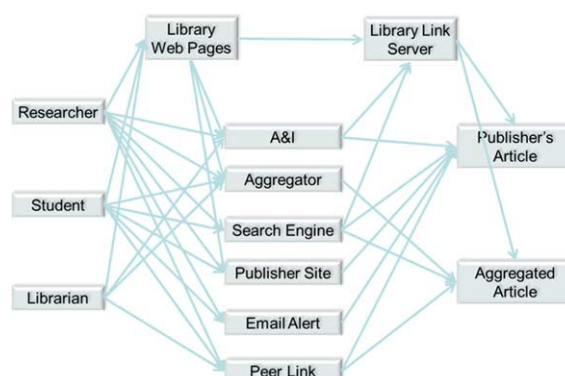 Library
Web Pages
Library Link
Server
Researcher
A&I
Publisher's
Article
Aggregator
Student
Search Engine
Publisher Site
Aggregated
Article
Librarian
Email Alert
Peer Link